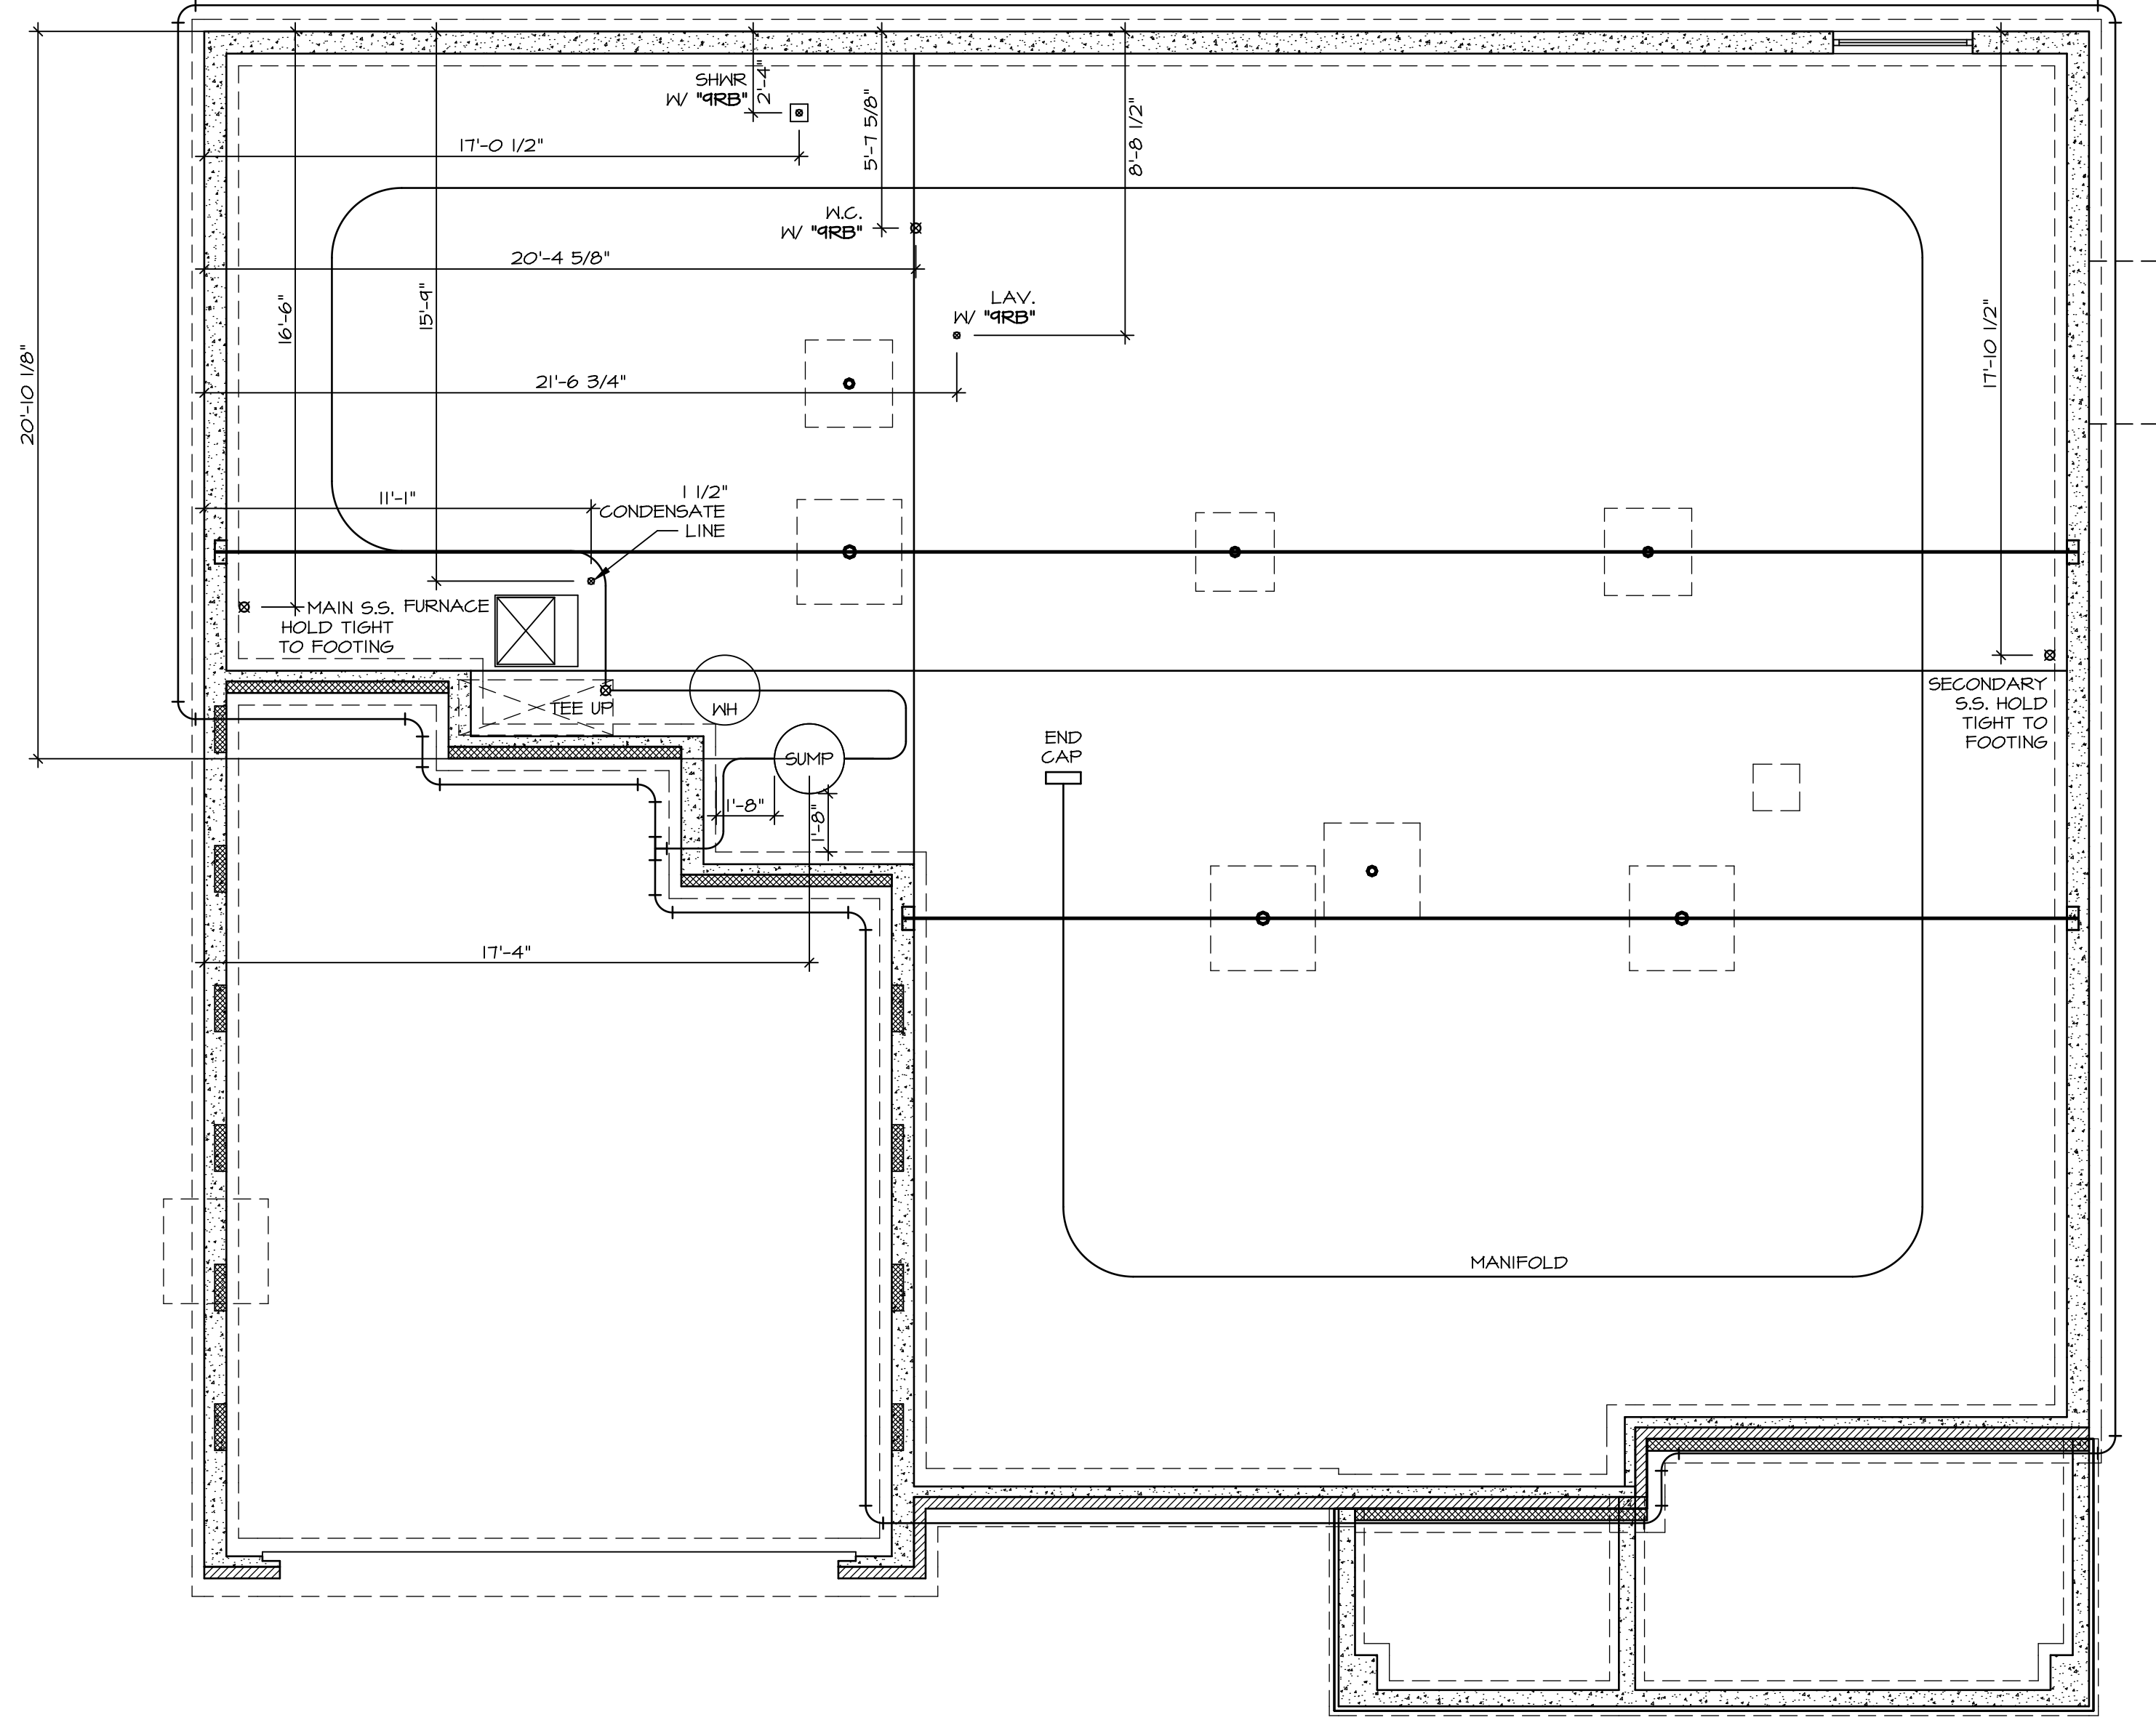 SHWR
W/ "9RB"
2'-4"
17'-0 1/2"
5'-7 5/8"
8'-8 1/2"
W.C.
W/ "9RB"
20'-4 5/8"
LAV.
W/ "9RB"
16'-6"
15'-9"
17'-10 1/2"
20'-10 1/8"
21'-6 3/4"
11'-1"
1 1/2"
CONDENSATE
LINE
MAIN S.S.
HOLD TIGHT
TO FOOTING
FURNACE
TEE UP
WH
SECONDARY
S.S. HOLD
TIGHT TO
FOOTING
END
CAP
SUMP
1'-8"
1'-8"
17'-4"
MANIFOLD